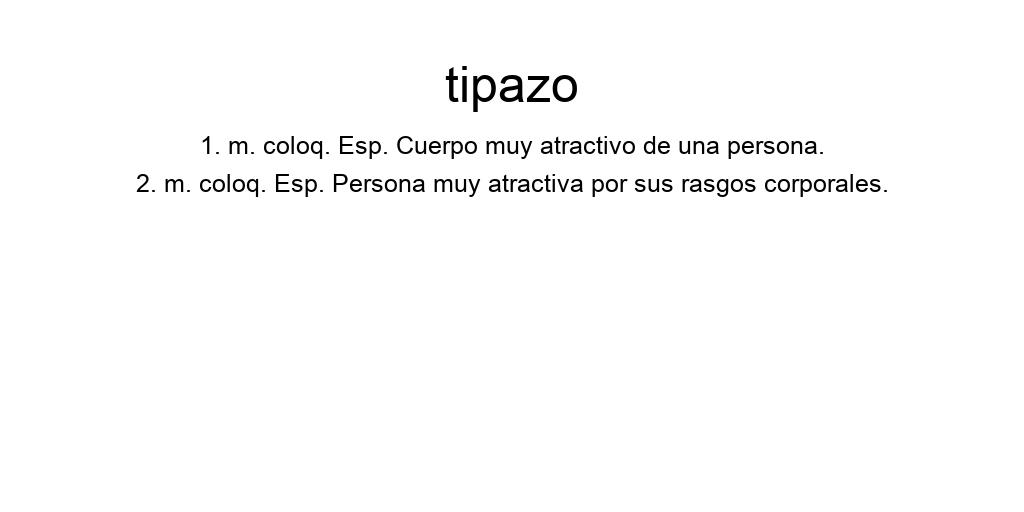 tipazo
1. m. coloq. Esp. Cuerpo muy atractivo de una persona.
2. m. coloq. Esp. Persona muy atractiva por sus rasgos corporales.